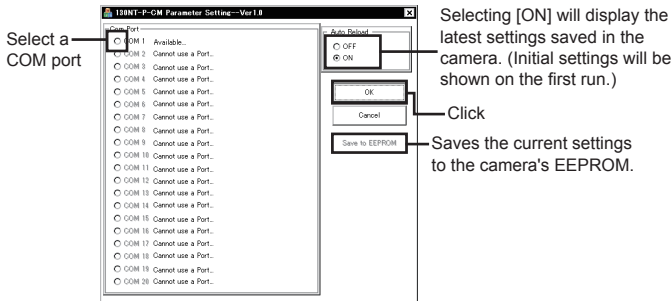 130NT-P-CM Parameter Setting--Ver1.0
Select a
COM port
Com Port
COM 1 Available...
COM 2 Cannot use a Port...
COM 3 Cannot use a Port...
COM 4 Cannot use a Port...
COM 5 Cannot use a Port...
COM 6 Cannot use a Port...
COM 7 Cannot use a Port...
COM 8 Cannot use a Port...
COM 9 Cannot use a Port...
COM 10 Cannot use a Port...
COM 11 Cannot use a Port...
COM 12 Cannot use a Port...
COM 13 Cannot use a Port...
COM 14 Cannot use a Port...
COM 15 Cannot use a Port...
COM 16 Cannot use a Port...
COM 17 Cannot use a Port...
COM 18 Cannot use a Port...
COM 19 Cannot use a Port...
COM 20 Cannot use a Port...
Auto Reload
OFF
ON
OK
Cancel
Save to EEPROM
Selecting [ON] will display the
latest settings saved in the
camera. (Initial settings will be
shown on the first run.)
Click
Saves the current settings
to the camera's EEPROM.